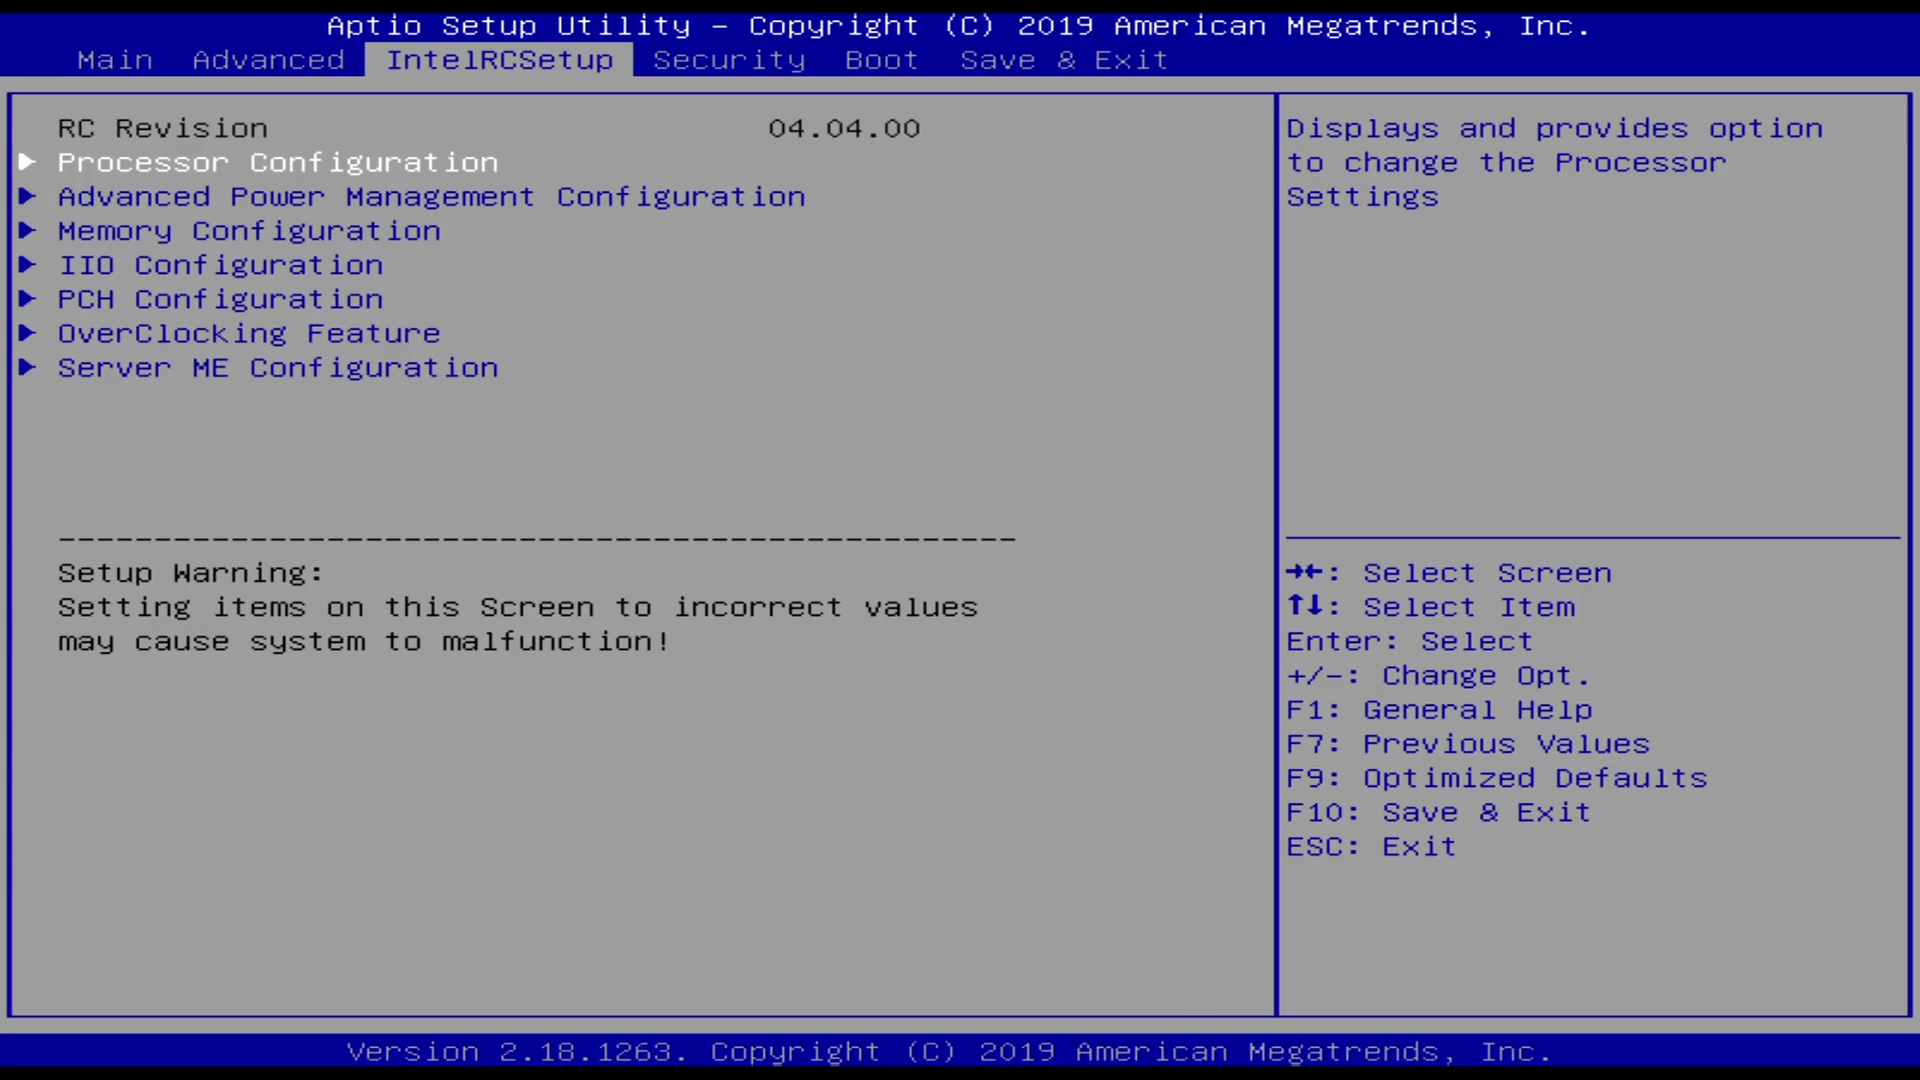 Aptio Setup Utility - Copyright (C) 2019 American Megatrends, Inc.
Main Advanced IntelRCSetup Security Boot Save & Exit
RC Revision 04.04.00
Processor Configuration
Advanced Power Management Configuration
Memory Configuration
IIO Configuration
PCH Configuration
OverClocking Feature
Server ME Configuration
--------------------------------------------------
Setup Warning:
Setting items on this Screen to incorrect values
may cause system to malfunction!
Displays and provides option
to change the Processor
Settings
→←: Select Screen
↑↓: Select Item
Enter: Select
+/-: Change Opt.
F1: General Help
F7: Previous Values
F9: Optimized Defaults
F10: Save & Exit
ESC: Exit
Version 2.18.1263. Copyright (C) 2019 American Megatrends, Inc.